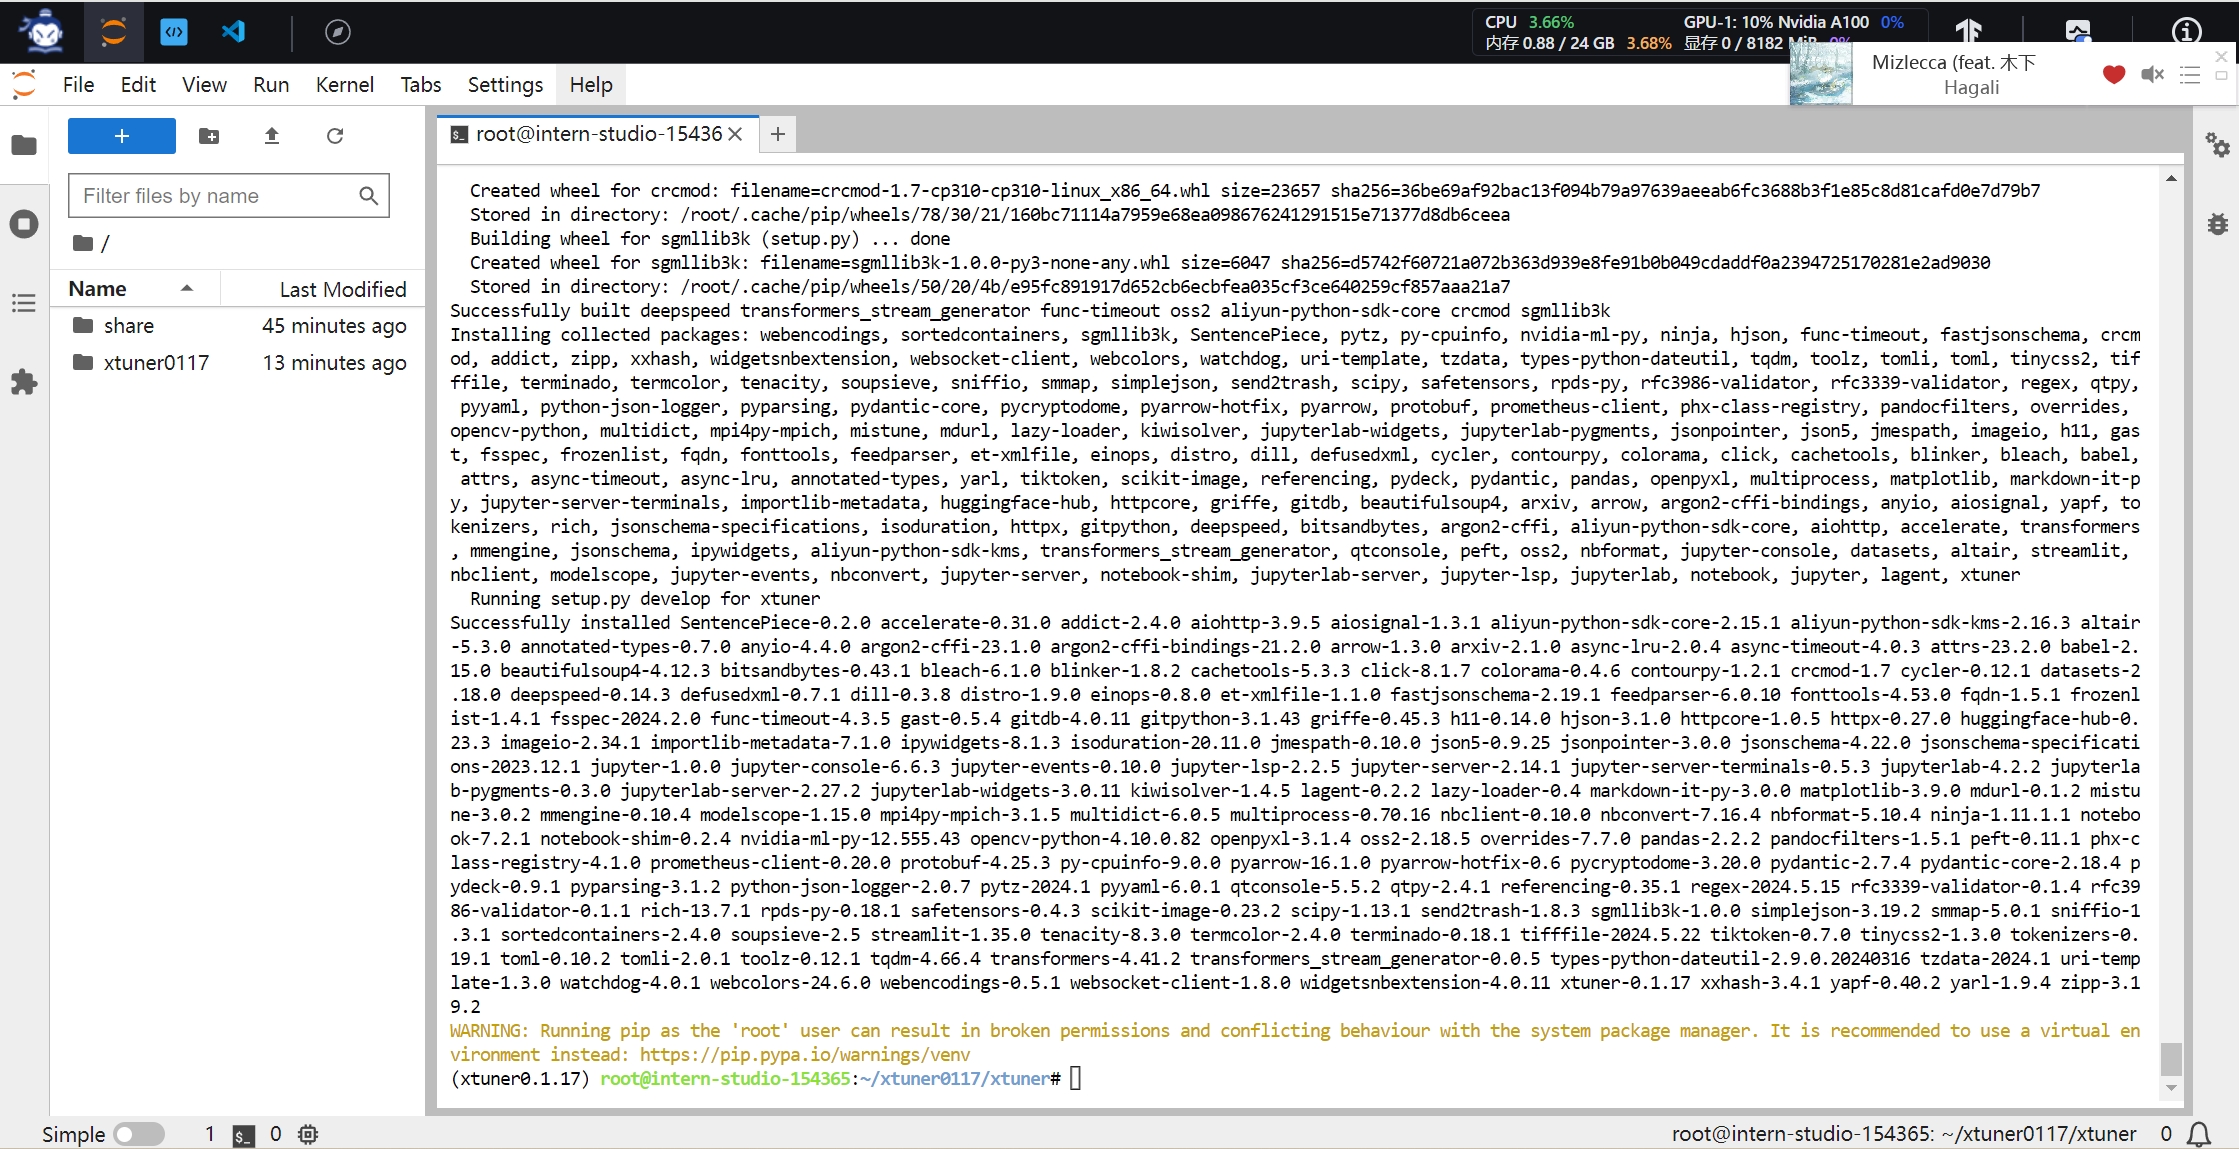 CPU 3.66% GPU-1: 10% Nvidia A100 0%
内存 0.88 / 24 GB 3.68% 显存 0 / 8182 MiB 0%
Mizlecca (feat. 木下
Hagali
File Edit View Run Kernel Tabs Settings Help
root@intern-studio-15436
Filter files by name
/
Name Last Modified
share 45 minutes ago
xtuner0117 13 minutes ago
Created wheel for crcmod: filename=crcmod-1.7-cp310-cp310-linux_x86_64.whl size=23657 sha256=36be69af92bac13f094b79a97639aeeab6fc3688b3f1e85c8d81cafd0e7d79b7
Stored in directory: /root/.cache/pip/wheels/78/30/21/160bc71114a7959e68ea098676241291515e71377d8db6ceea
Building wheel for sgmllib3k (setup.py) ... done
Created wheel for sgmllib3k: filename=sgmllib3k-1.0.0-py3-none-any.whl size=6047 sha256=d5742f60721a072b363d939e8fe91b0b049cdaddf0a2394725170281e2ad9030
Stored in directory: /root/.cache/pip/wheels/50/20/4b/e95fc891917d652cb6ecbfea035cf3ce640259cf857aaa21a7
Successfully built deepspeed transformers_stream_generator func-timeout oss2 aliyun-python-sdk-core crcmod sgmllib3k
Installing collected packages: webencodings, sortedcontainers, sgmllib3k, SentencePiece, pytz, py-cpuinfo, nvidia-ml-py, ninja, hjson, func-timeout, fastjsonschema, crcm
od, addict, zipp, xxhash, widgetsnbextension, websocket-client, webcolors, watchdog, uri-template, tzdata, types-python-dateutil, tqdm, toolz, tomli, toml, tinycss2, tif
ffile, terminado, termcolor, tenacity, soupsieve, sniffio, smmap, simplejson, send2trash, scipy, safetensors, rpds-py, rfc3986-validator, rfc3339-validator, regex, qtpy,
pyyaml, python-json-logger, pyparsing, pydantic-core, pycryptodome, pyarrow-hotfix, pyarrow, protobuf, prometheus-client, phx-class-registry, pandocfilters, overrides,
opencv-python, multidict, mpi4py-mpich, mistune, mdurl, lazy-loader, kiwisolver, jupyterlab-widgets, jupyterlab-pygments, jsonpointer, json5, jmespath, imageio, h11, gas
t, fsspec, frozenlist, fqdn, fonttools, feedparser, et-xmlfile, einops, distro, dill, defusedxml, cycler, contourpy, colorama, click, cachetools, blinker, bleach, babel,
attrs, async-timeout, async-lru, annotated-types, yarl, tiktoken, scikit-image, referencing, pydeck, pydantic, pandas, openpyxl, multiprocess, matplotlib, markdown-it-p
y, jupyter-server-terminals, importlib-metadata, huggingface-hub, httpcore, griffe, gitdb, beautifulsoup4, arxiv, arrow, argon2-cffi-bindings, anyio, aiosignal, yapf, to
kenizers, rich, jsonschema-specifications, isoduration, httpx, gitpython, deepspeed, bitsandbytes, argon2-cffi, aliyun-python-sdk-core, aiohttp, accelerate, transformers
, mmengine, jsonschema, ipywidgets, aliyun-python-sdk-kms, transformers_stream_generator, qtconsole, peft, oss2, nbformat, jupyter-console, datasets, altair, streamlit,
nbclient, modelscope, jupyter-events, nbconvert, jupyter-server, notebook-shim, jupyterlab-server, jupyter-lsp, jupyterlab, notebook, jupyter, lagent, xtuner
Running setup.py develop for xtuner
Successfully installed SentencePiece-0.2.0 accelerate-0.31.0 addict-2.4.0 aiohttp-3.9.5 aiosignal-1.3.1 aliyun-python-sdk-core-2.15.1 aliyun-python-sdk-kms-2.16.3 altair
-5.3.0 annotated-types-0.7.0 anyio-4.4.0 argon2-cffi-23.1.0 argon2-cffi-bindings-21.2.0 arrow-1.3.0 arxiv-2.1.0 async-lru-2.0.4 async-timeout-4.0.3 attrs-23.2.0 babel-2.
15.0 beautifulsoup4-4.12.3 bitsandbytes-0.43.1 bleach-6.1.0 blinker-1.8.2 cachetools-5.3.3 click-8.1.7 colorama-0.4.6 contourpy-1.2.1 crcmod-1.7 cycler-0.12.1 datasets-2
.18.0 deepspeed-0.14.3 defusedxml-0.7.1 dill-0.3.8 distro-1.9.0 einops-0.8.0 et-xmlfile-1.1.0 fastjsonschema-2.19.1 feedparser-6.0.10 fonttools-4.53.0 fqdn-1.5.1 frozenl
ist-1.4.1 fsspec-2024.2.0 func-timeout-4.3.5 gast-0.5.4 gitdb-4.0.11 gitpython-3.1.43 griffe-0.45.3 h11-0.14.0 hjson-3.1.0 httpcore-1.0.5 httpx-0.27.0 huggingface-hub-0.
23.3 imageio-2.34.1 importlib-metadata-7.1.0 ipywidgets-8.1.3 isoduration-20.11.0 jmespath-0.10.0 json5-0.9.25 jsonpointer-3.0.0 jsonschema-4.22.0 jsonschema-specificati
ons-2023.12.1 jupyter-1.0.0 jupyter-console-6.6.3 jupyter-events-0.10.0 jupyter-lsp-2.2.5 jupyter-server-2.14.1 jupyter-server-terminals-0.5.3 jupyterlab-4.2.2 jupyterla
b-pygments-0.3.0 jupyterlab-server-2.27.2 jupyterlab-widgets-3.0.11 kiwisolver-1.4.5 lagent-0.2.2 lazy-loader-0.4 markdown-it-py-3.0.0 matplotlib-3.9.0 mdurl-0.1.2 mistu
ne-3.0.2 mmengine-0.10.4 modelscope-1.15.0 mpi4py-mpich-3.1.5 multidict-6.0.5 multiprocess-0.70.16 nbclient-0.10.0 nbconvert-7.16.4 nbformat-5.10.4 ninja-1.11.1.1 notebo
ok-7.2.1 notebook-shim-0.2.4 nvidia-ml-py-12.555.43 opencv-python-4.10.0.82 openpyxl-3.1.4 oss2-2.18.5 overrides-7.7.0 pandas-2.2.2 pandocfilters-1.5.1 peft-0.11.1 phx-c
lass-registry-4.1.0 prometheus-client-0.20.0 protobuf-4.25.3 py-cpuinfo-9.0.0 pyarrow-16.1.0 pyarrow-hotfix-0.6 pycryptodome-3.20.0 pydantic-2.7.4 pydantic-core-2.18.4 p
ydeck-0.9.1 pyparsing-3.1.2 python-json-logger-2.0.7 pytz-2024.1 pyyaml-6.0.1 qtconsole-5.5.2 qtpy-2.4.1 referencing-0.35.1 regex-2024.5.15 rfc3339-validator-0.1.4 rfc39
86-validator-0.1.1 rich-13.7.1 rpds-py-0.18.1 safetensors-0.4.3 scikit-image-0.23.2 scipy-1.13.1 send2trash-1.8.3 sgmllib3k-1.0.0 simplejson-3.19.2 smmap-5.0.1 sniffio-1
.3.1 sortedcontainers-2.4.0 soupsieve-2.5 streamlit-1.35.0 tenacity-8.3.0 termcolor-2.4.0 terminado-0.18.1 tifffile-2024.5.22 tiktoken-0.7.0 tinycss2-1.3.0 tokenizers-0.
19.1 toml-0.10.2 tomli-2.0.1 toolz-0.12.1 tqdm-4.66.4 transformers-4.41.2 transformers_stream_generator-0.0.5 types-python-dateutil-2.9.0.20240316 tzdata-2024.1 uri-temp
late-1.3.0 watchdog-4.0.1 webcolors-24.6.0 webencodings-0.5.1 websocket-client-1.8.0 widgetsnbextension-4.0.11 xtuner-0.1.17 xxhash-3.4.1 yapf-0.40.2 yarl-1.9.4 zipp-3.1
9.2
WARNING: Running pip as the 'root' user can result in broken permissions and conflicting behaviour with the system package manager. It is recommended to use a virtual en
vironment instead: https://pip.pypa.io/warnings/venv
(xtuner0.1.17) root@intern-studio-154365:~/xtuner0117/xtuner#
Simple 1 0 root@intern-studio-154365: ~/xtuner0117/xtuner 0